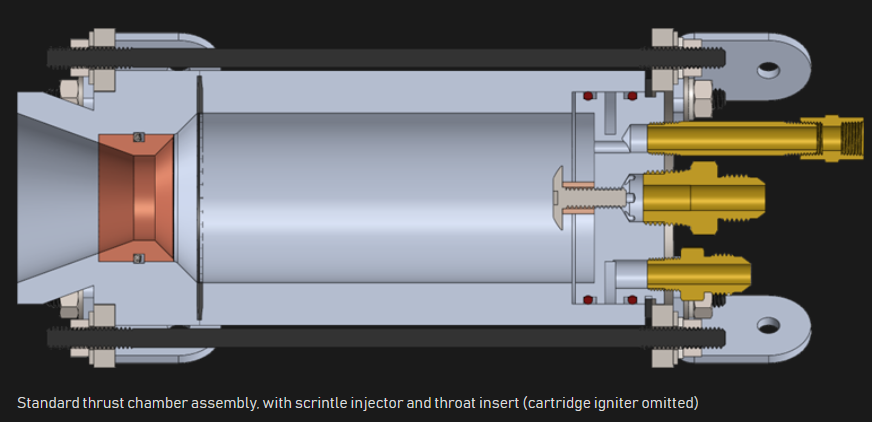 Standard thrust chamber assembly, with scrintle injector and throat insert (cartridge igniter omitted)